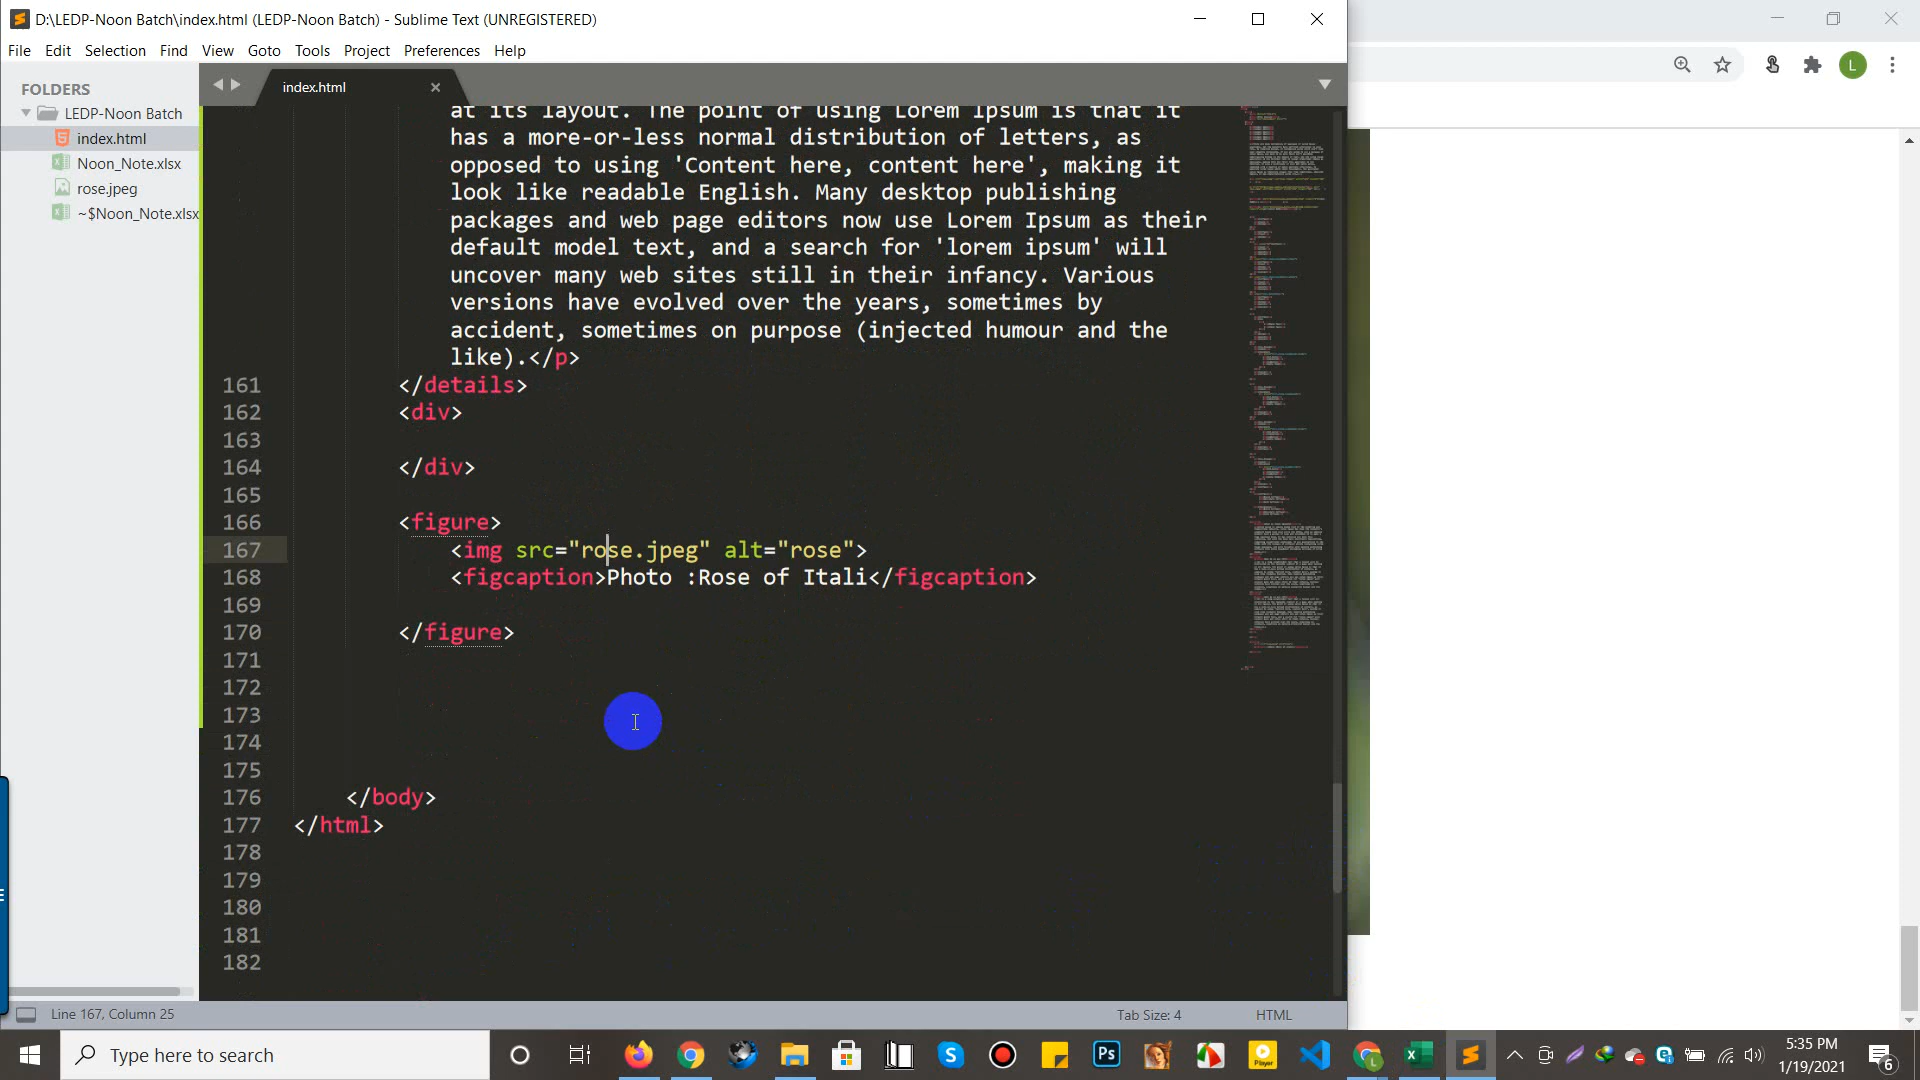 D:\LEDP-Noon Batch\index.html (LEDP-Noon Batch) - Sublime Text (UNREGISTERED)
File Edit Selection Find View Goto Tools Project Preferences Help
L
FOLDERS
LEDP-Noon Batch
index.html
Noon_Note.xlsx
rose.jpeg
~$Noon_Note.xlsx
index.html
at its layout. The point of using Lorem Ipsum is that it
has a more-or-less normal distribution of letters, as
opposed to using 'Content here, content here', making it
look like readable English. Many desktop publishing
packages and web page editors now use Lorem Ipsum as their
default model text, and a search for 'lorem ipsum' will
uncover many web sites still in their infancy. Various
versions have evolved over the years, sometimes by
accident, sometimes on purpose (injected humour and the
like).</p>
161 </details>
162 <div>
163
164 </div>
165
166 <figure>
167 <img src="rose.jpeg" alt="rose">
168 <figcaption>Photo :Rose of Itali</figcaption>
169
170 </figure>
171
172
173
174
175
176 </body>
177 </html>
178
179
180
181
182
Line 167, Column 25
Tab Size: 4
HTML
Type here to search
Ps
Player
L
5:35 PM
1/19/2021
6